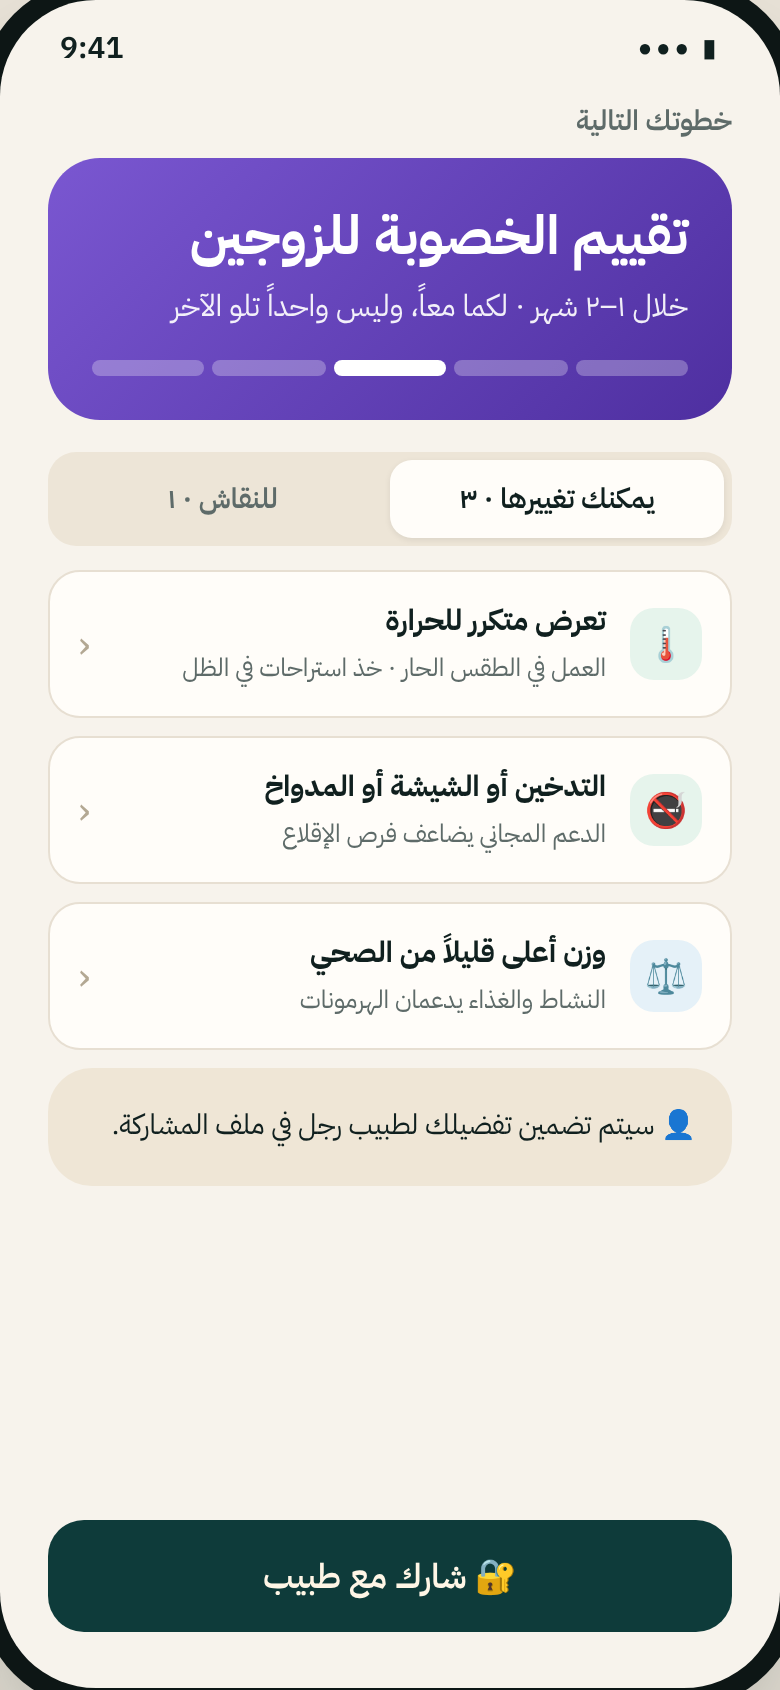 9:41
خطوتك التالية
تقييم الخصوبة للزوجين
خلال ١–٢ شهر · لكما معاً، وليس واحداً تلو الآخر
يمكنك تغييرها · ٣
للنقاش · ١
تعرض متكرر للحرارة
العمل في الطقس الحار · خذ استراحات في الظل
التدخين أو الشيشة أو المدواخ
الدعم المجاني يضاعف فرص الإقلاع
وزن أعلى قليلاً من الصحي
النشاط والغذاء يدعمان الهرمونات
👤 سيتم تضمين تفضيلك لطبيب رجل في ملف المشاركة.
🔐 شارك مع طبيب